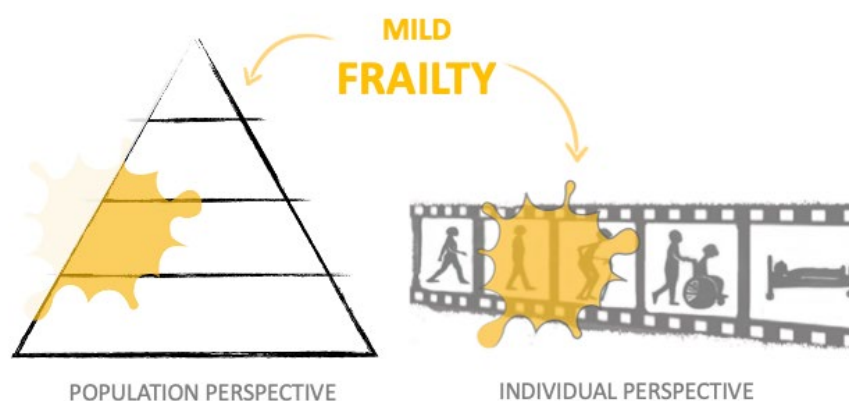 MILD
FRAILTY
POPULATION PERSPECTIVE
INDIVIDUAL PERSPECTIVE